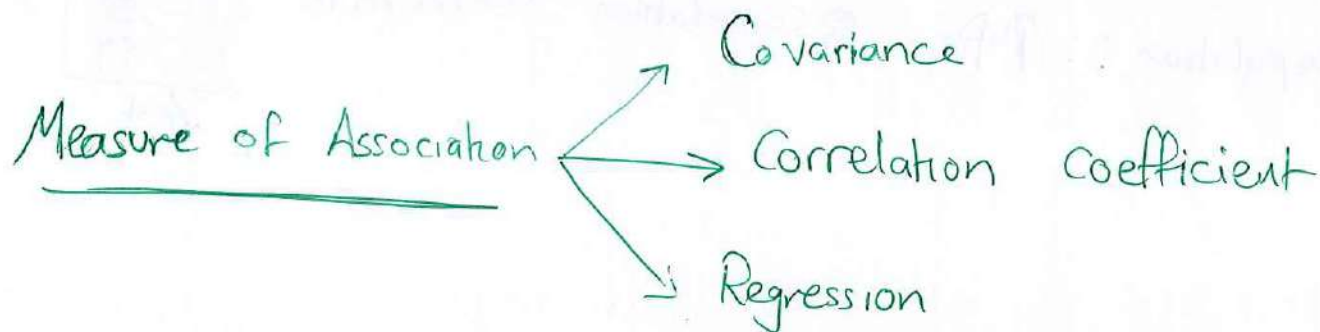 Covariance
Measure of Association
Correlation Coefficient
Regression